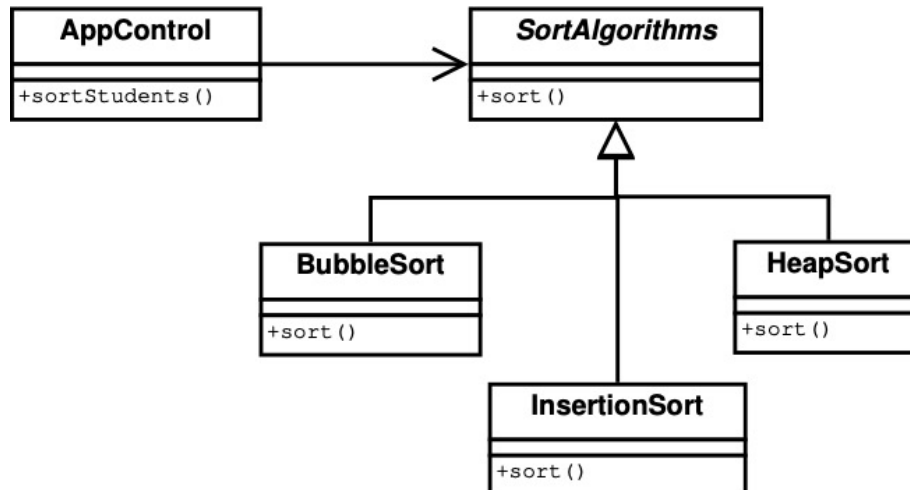 AppControl
+sortStudents()
SortAlgorithms
+sort()
BubbleSort
+sort()
HeapSort
+sort()
InsertionSort
+sort()